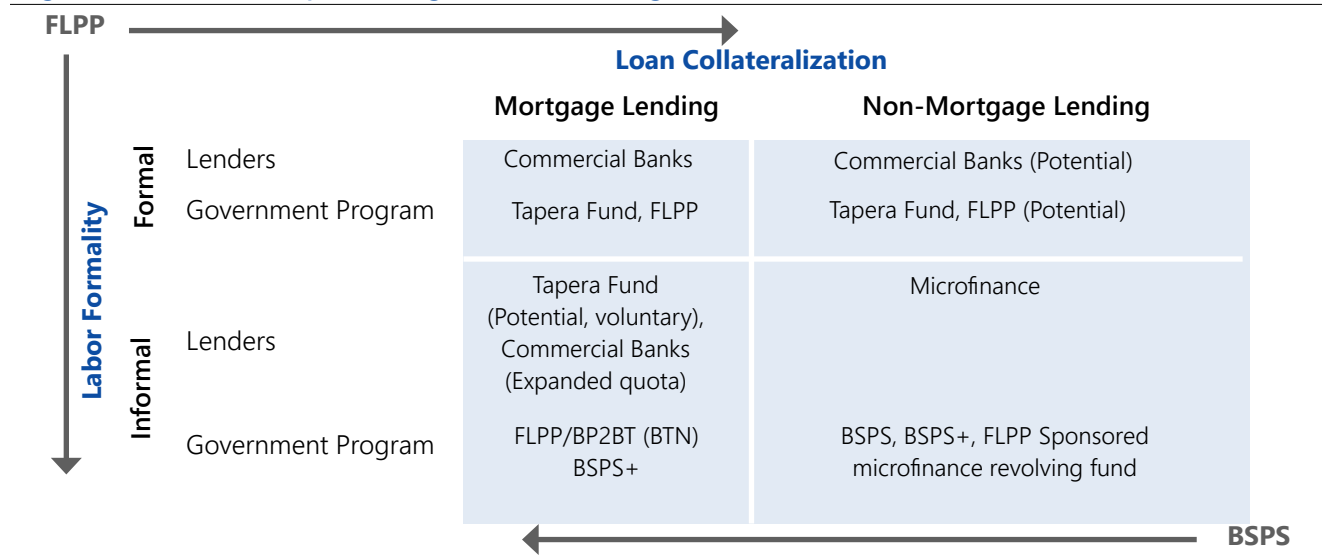 FLPP
Loan Collateralization
Mortgage Lending
Non-Mortgage Lending
Labor Formality
Formal
Lenders
Commercial Banks
Commercial Banks (Potential)
Government Program
Tapera Fund, FLPP
Tapera Fund, FLPP (Potential)
Informal
Lenders
Tapera Fund
(Potential, voluntary),
Commercial Banks
(Expanded quota)
Microfinance
Government Program
FLPP/BP2BT (BTN)
BSPS+
BSPS, BSPS+, FLPP Sponsored
microfinance revolving fund
BSPS